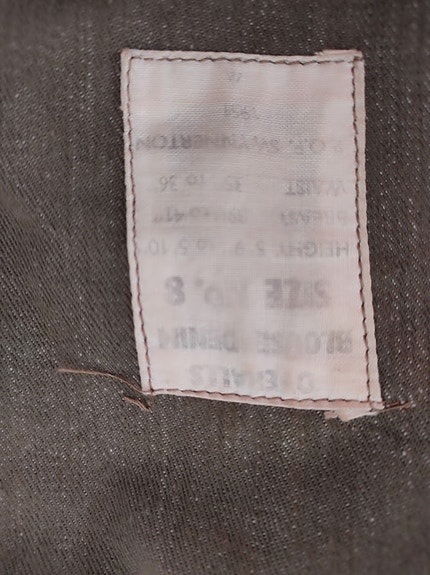 OVERALLS
BLOUSE DENIM
SIZE No. 8
HEIGHT 5.9 to 5.10
BREAST to 41"
WAIST 35 to 36"
R.O.F. SWYNNERTON